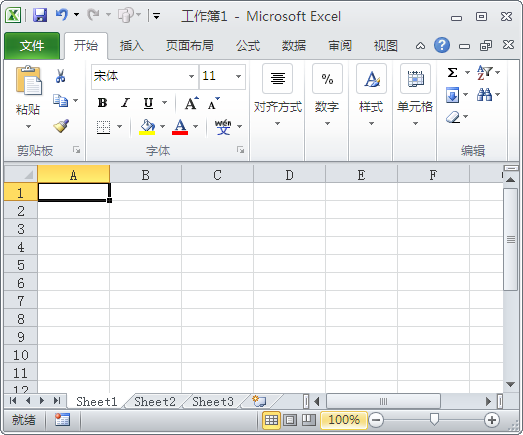 工作簿1 - Microsoft Excel
文件 开始 插入 页面布局 公式 数据 审阅 视图
宋体 11
粘贴 B I U A A 对齐方式 % 数字 A 样式 单元格 Σ
A wén 文
剪贴板 字体 编辑
A B C D E F
1
2
3
4
5
6
7
8
9
10
11
12
Sheet1 Sheet2 Sheet3
就绪 100%